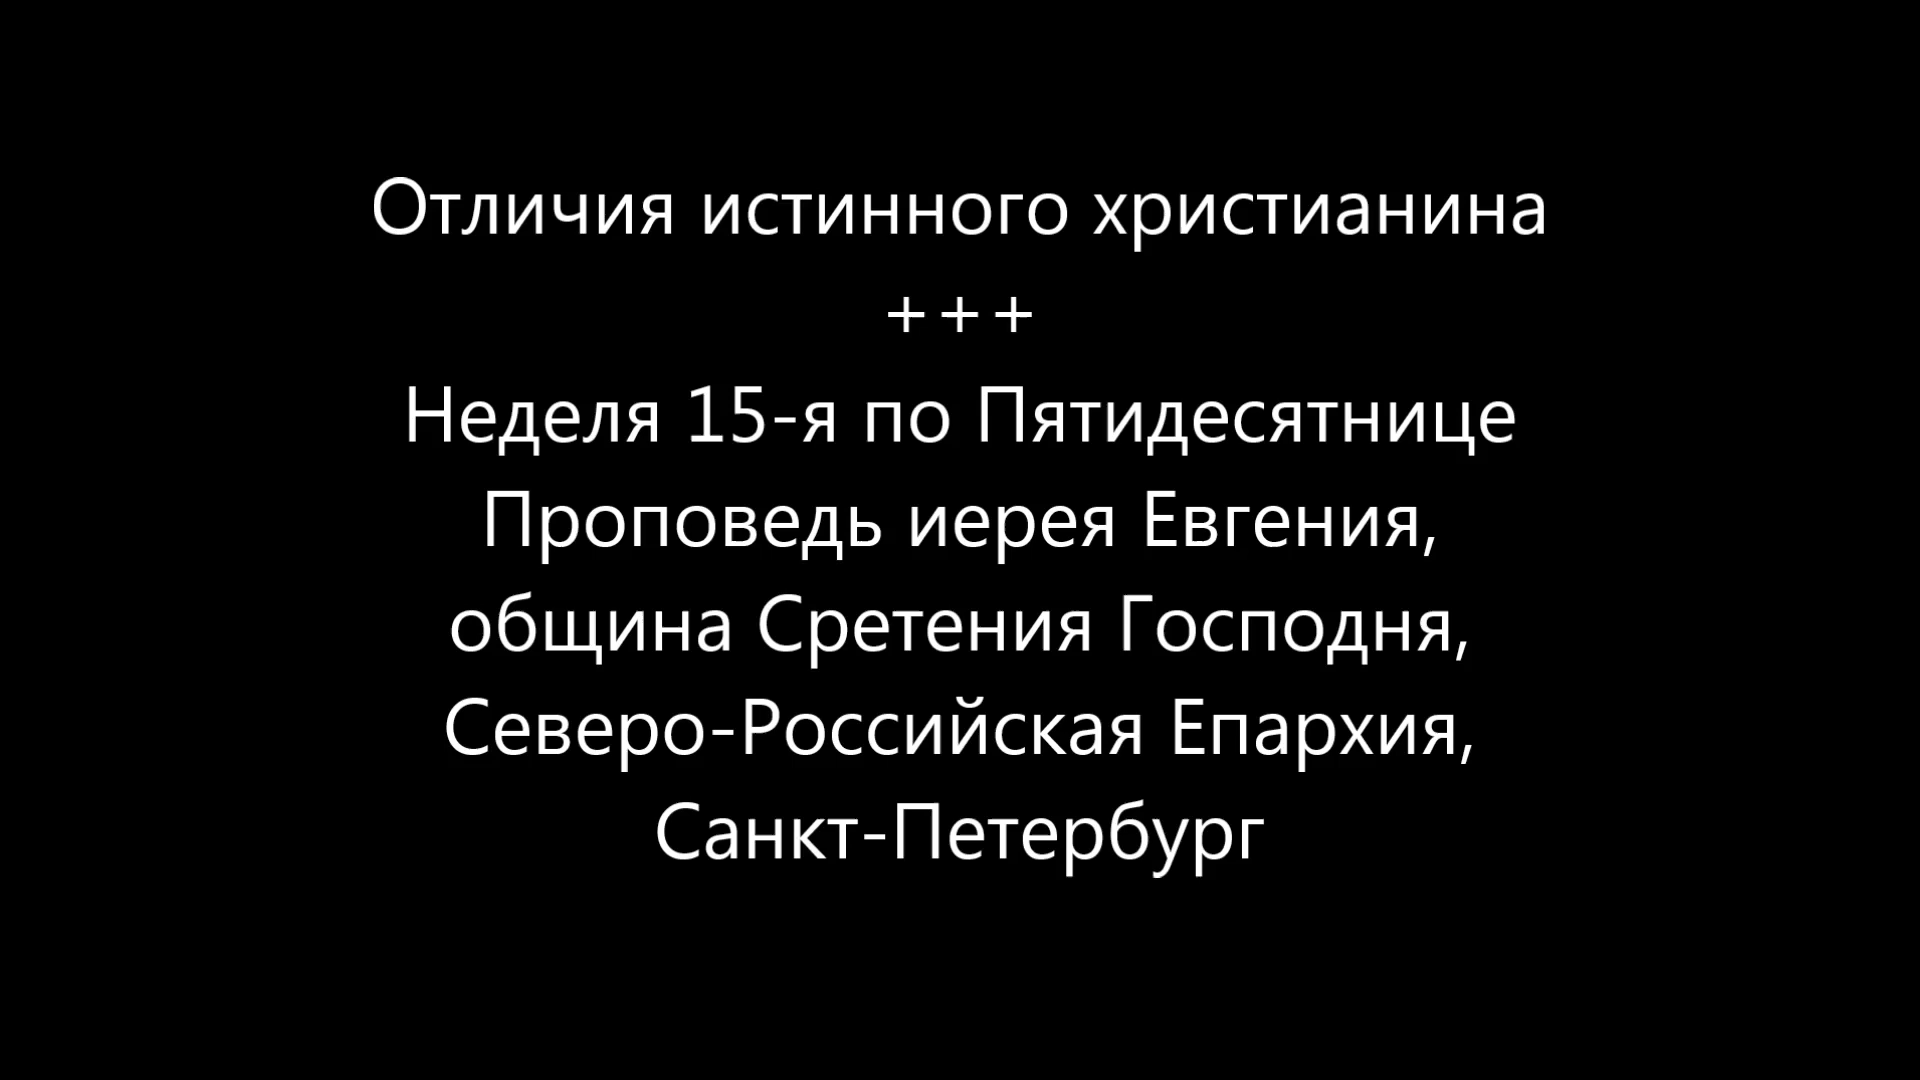 Отличия истинного христианина
+++
Неделя 15-я по Пятидесятнице
Проповедь иерея Евгения,
община Сретения Господня,
Северо-Российская Епархия,
Санкт-Петербург